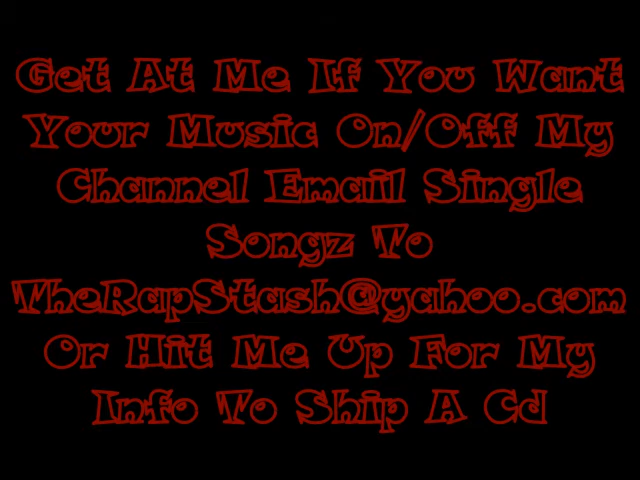 Get At Me If You Want
Your Music On/Off My
Channel Email Single
Songz To
TheRapStash@yahoo.com
Or Hit Me Up For My
Info To Ship A Cd